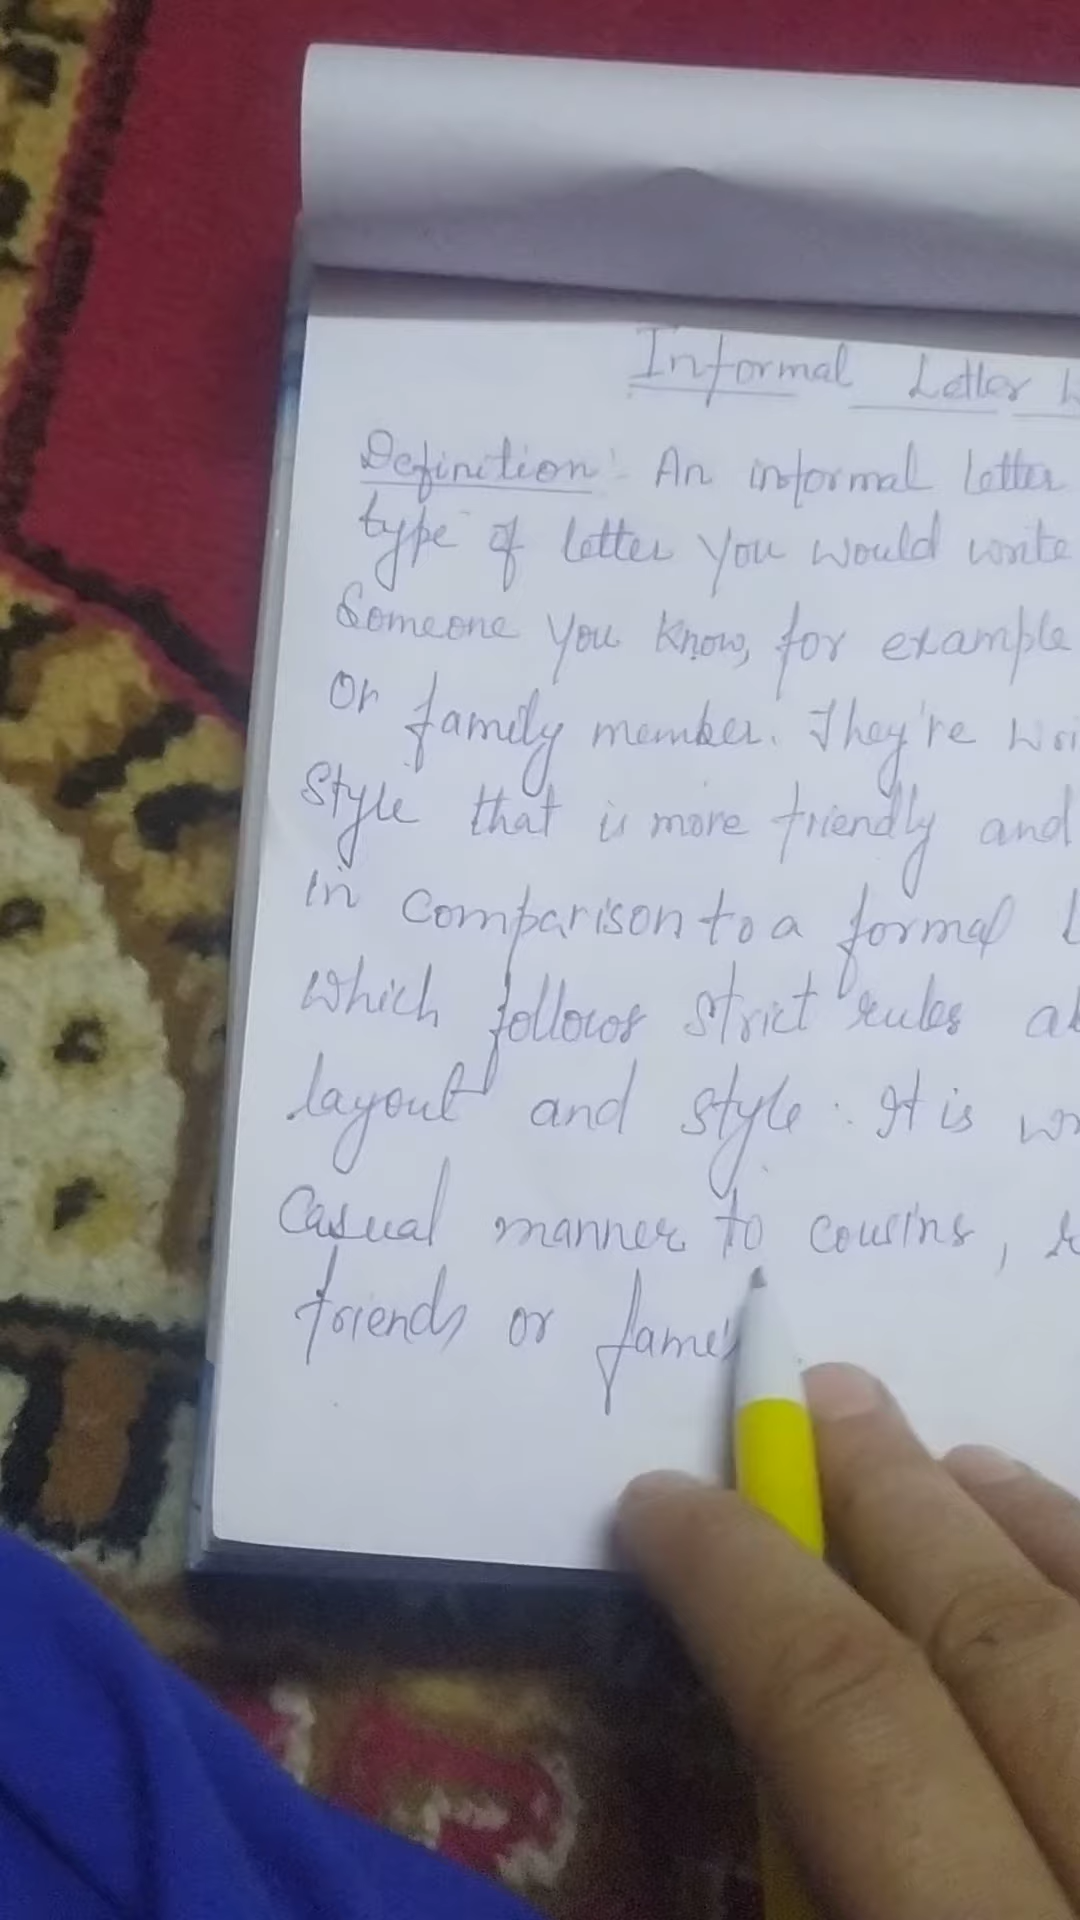 Informal Letter
Definition: An informal letter
type of letter you would write
Someone you know, for example
or family member. They're
Style that is more friendly and
in comparison to a formal
which follows strict rules
layout and style. It is
Casual manner to cousins,
friends or